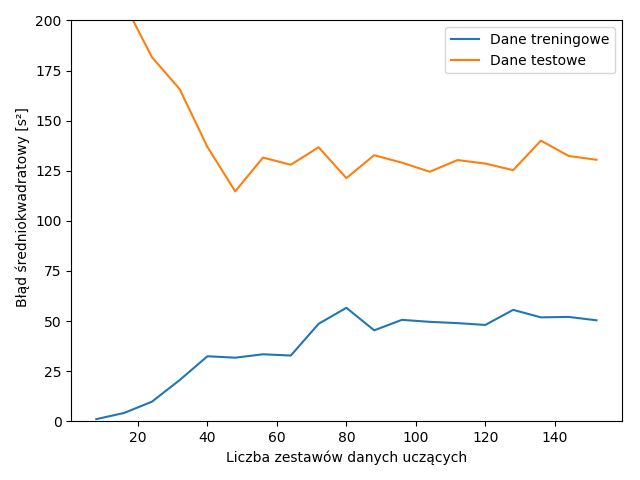 200
175
150
125
100
75
50
25
0
20 40 60 80 100 120 140
Błąd średniokwadratowy [s²]
Liczba zestawów danych uczących
Dane treningowe
Dane testowe